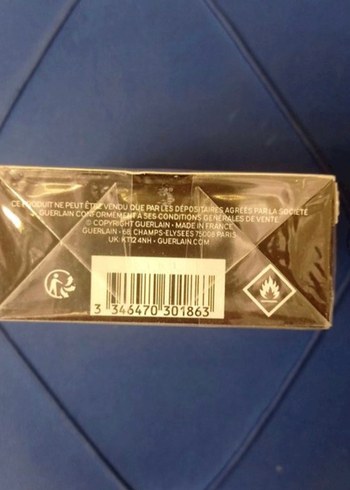 CE PRODUIT NE PEUT ÊTRE VENDU QUE PAR LES DÉPOSITAIRES AGRÉÉS PAR LA SOCIÉTÉ
GUERLAIN CONFORMÉMENT A SES CONDITIONS GÉNÉRALES DE VENTE
© COPYRIGHT GUERLAIN • MADE IN FRANCE
GUERLAIN • 68, CHAMPS-ELYSEES 75008 PARIS
UK: KT12 4NH • GUERLAIN.COM
3 346470 301863